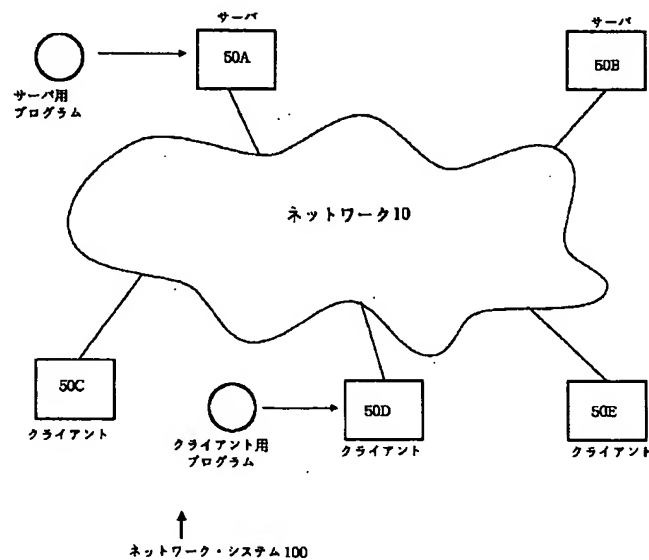 サーバ
サーバ
50A
50B
サーバ用
プログラム
ネットワーク10
50C
50D
50E
クライアント
クライアント用
プログラム
クライアント
クライアント
ネットワーク・システム100